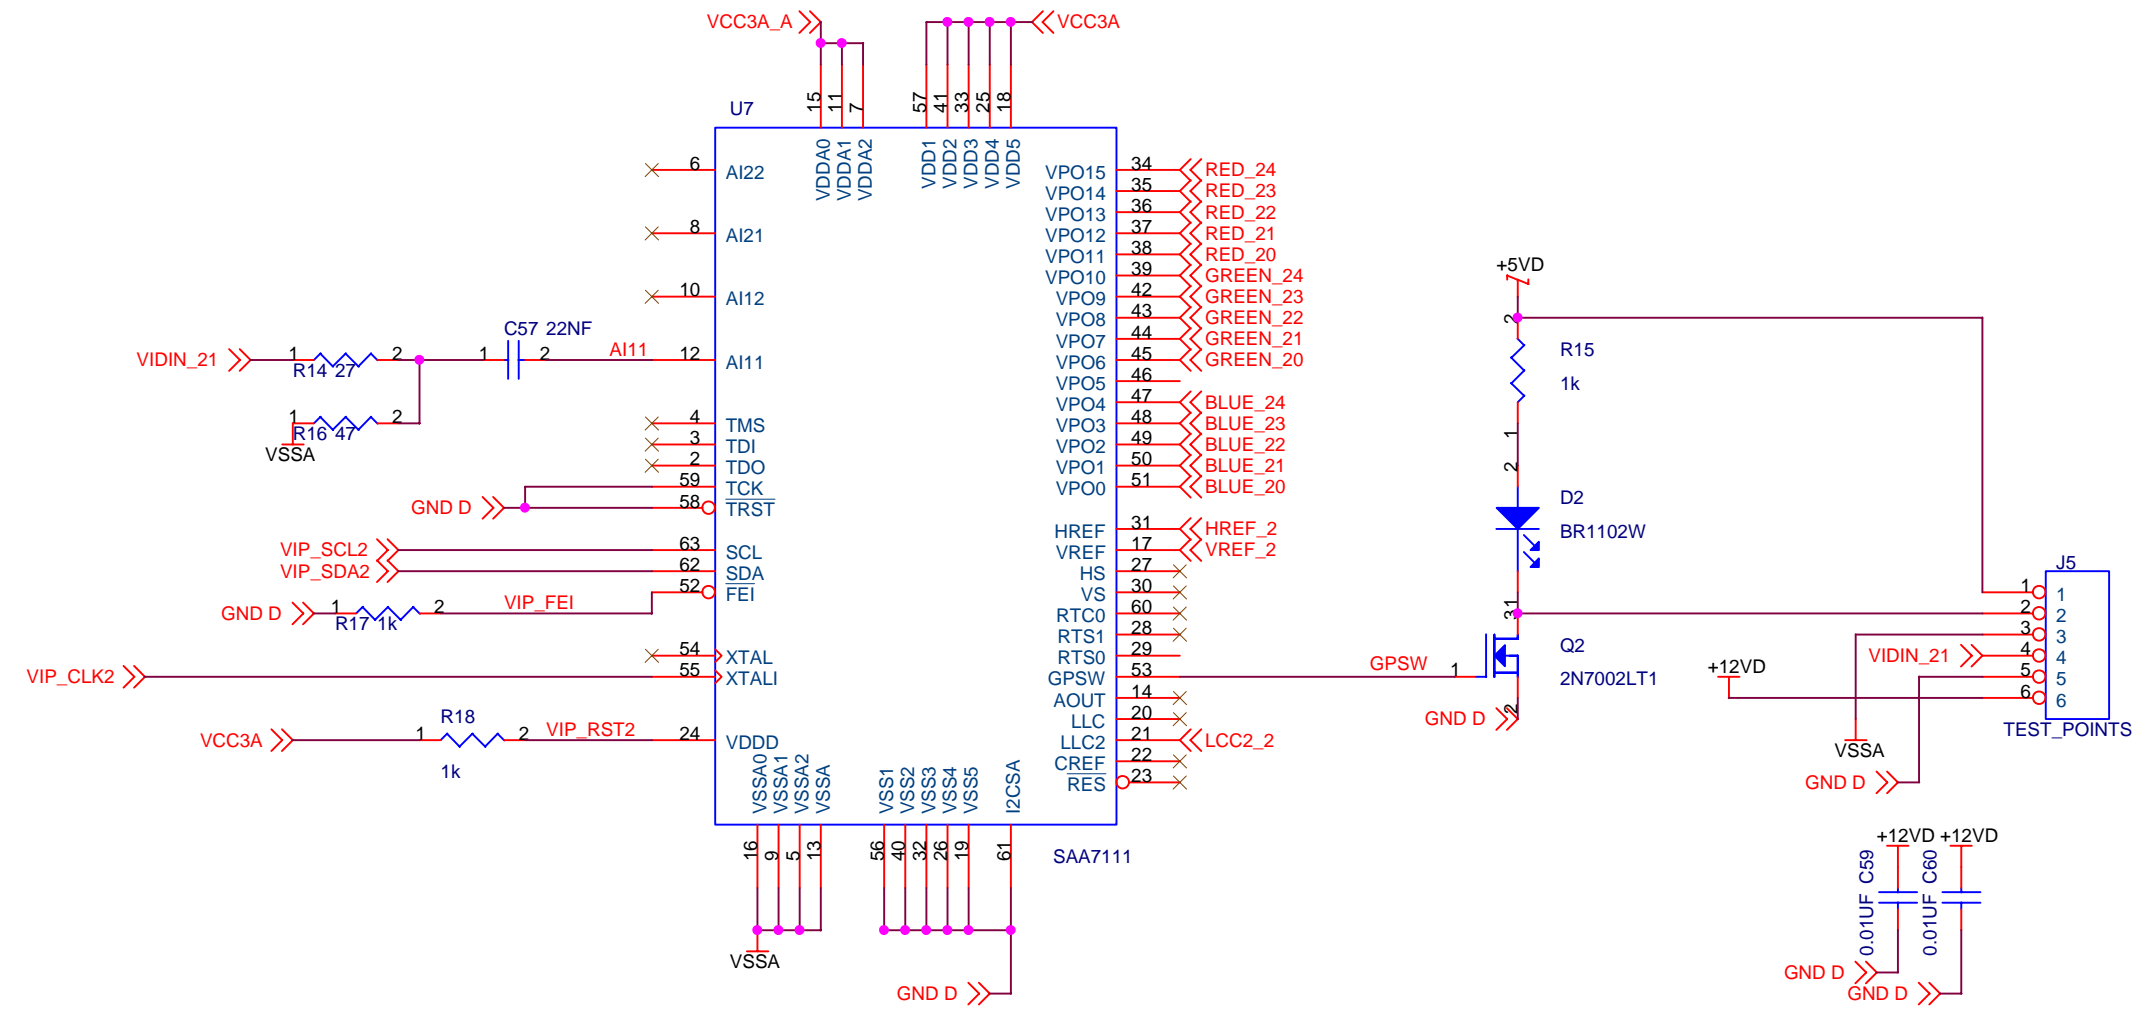 VCC3A_A
VCC3A
U7
15
11
7
57
41
33
25
18
VDDA0
VDDA1
VDDA2
VDD1
VDD2
VDD3
VDD4
VDD5
6 AI22
8 AI21
10 AI12
C57 22NF
VIDIN_21 1 2 1 2 AI11 12 AI11
R14 27
1 2
R16 47
VSSA
4 TMS
3 TDI
2 TDO
59 TCK
GND D 58 TRST
VIP_SCL2 63 SCL
VIP_SDA2 62 SDA
52 FEI
GND D 1 2 VIP_FEI
R17 1k
54 XTAL
VIP_CLK2 55 XTALI
R18
VCC3A 1 2 VIP_RST2 24 VDDD
1k
VPO15 34 RED_24
VPO14 35 RED_23
VPO13 36 RED_22
VPO12 37 RED_21
VPO11 38 RED_20
VPO10 39 GREEN_24
VPO9 42 GREEN_23
VPO8 43 GREEN_22
VPO7 44 GREEN_21
VPO6 45 GREEN_20
VPO5 46
VPO4 47 BLUE_24
VPO3 48 BLUE_23
VPO2 49 BLUE_22
VPO1 50 BLUE_21
VPO0 51 BLUE_20
HREF 31 HREF_2
VREF 17 VREF_2
HS 27
VS 30
RTC0 60
RTS1 28
RTS0 29
GPSW 53 GPSW 1
AOUT 14
LLC 20
LLC2 21 LCC2_2
CREF 22
RES 23
VSSA0
VSSA1
VSSA2
VSSA
VSS1
VSS2
VSS3
VSS4
VSS5
I2CSA
16
9
5
13
56
40
32
26
19
61
SAA7111
VSSA
GND D
+5VD
2
R15
1k
1
2
D2
BR1102W
1
3
Q2
2N7002LT1
2
GND D
J5
1 1
2 2
3 3
VIDIN_21 4 4
5 5
+12VD 6 6
TEST_POINTS
VSSA
GND D
+12VD +12VD
0.01UF C59
0.01UF C60
GND D
GND D